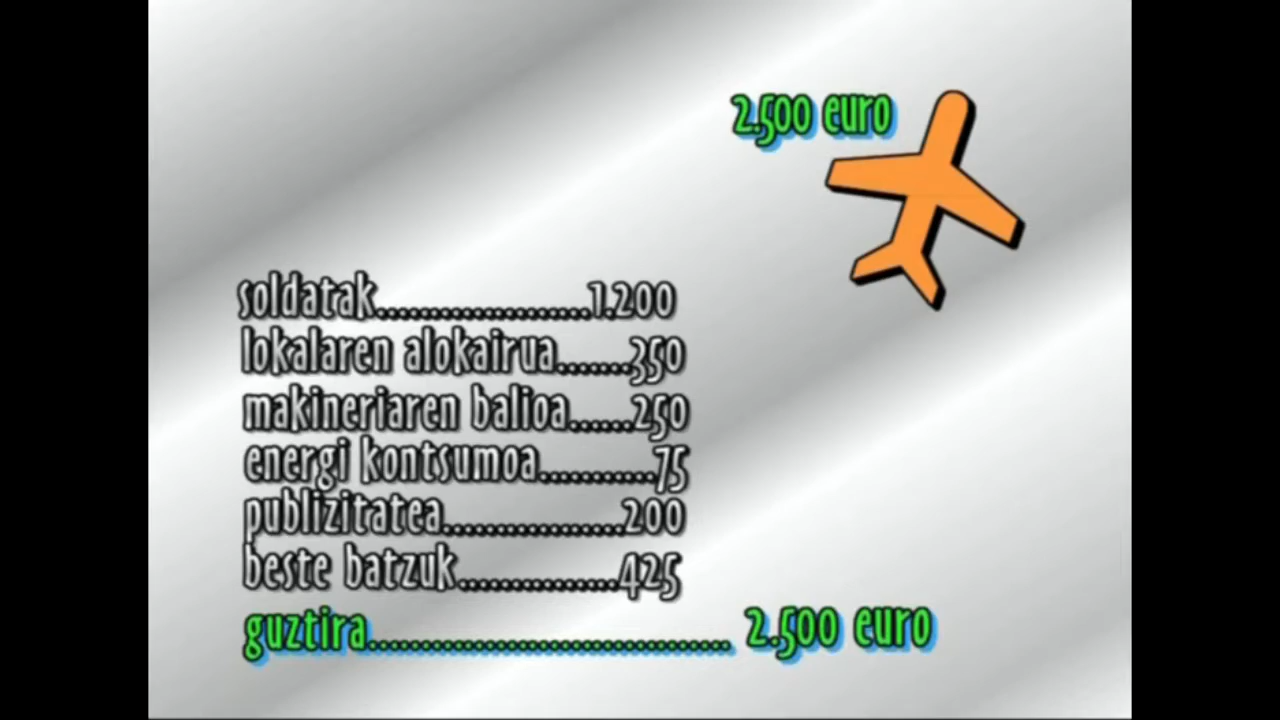 2.500 euro
soldatak...................1.200
lokalaren alokairua.......350
makineriaren balioa......250
energi kontsumoa...........75
publizitatea.................200
beste batzuk...............425
guztira.................................. 2.500 euro